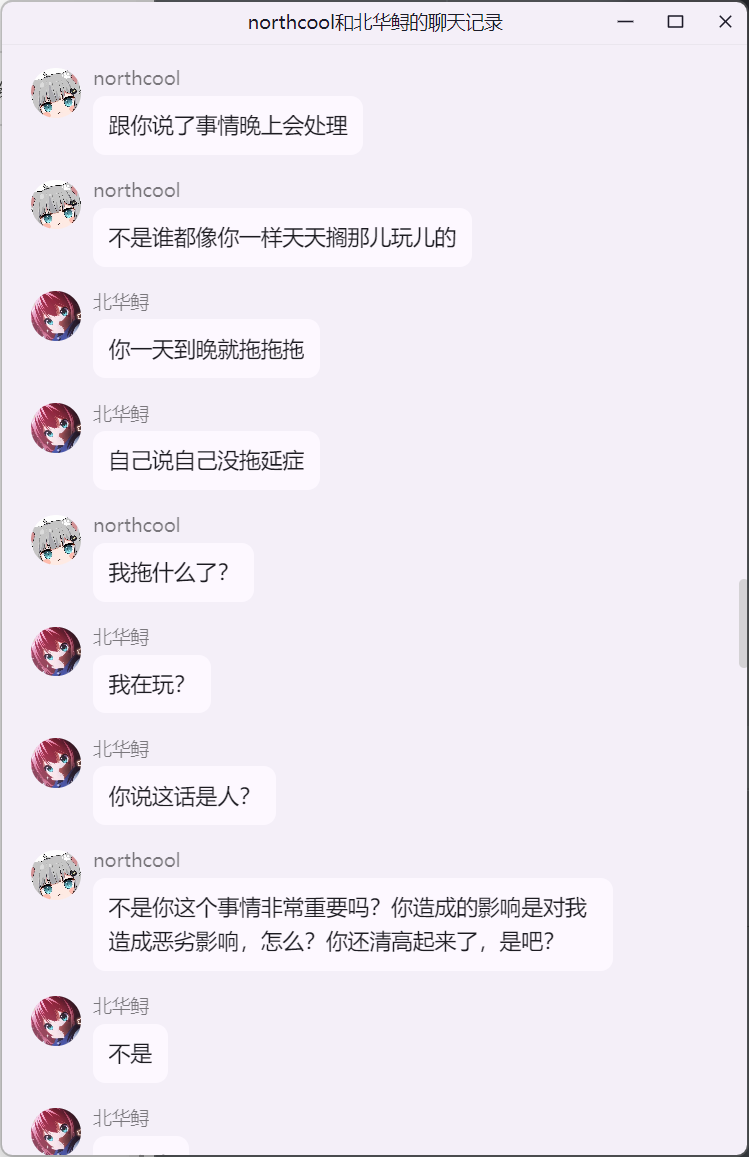 northcool和北华鲟的聊天记录
northcool
跟你说了事情晚上会处理
northcool
不是谁都像你一样天天搁那儿玩儿的
北华鲟
你一天到晚就拖拖拖
北华鲟
自己说自己没拖延症
northcool
我拖什么了？
北华鲟
我在玩？
北华鲟
你说这话是人？
northcool
不是你这个事情非常重要吗？你造成的影响是对我
造成恶劣影响，怎么？你还清高起来了，是吧？
北华鲟
不是
北华鲟